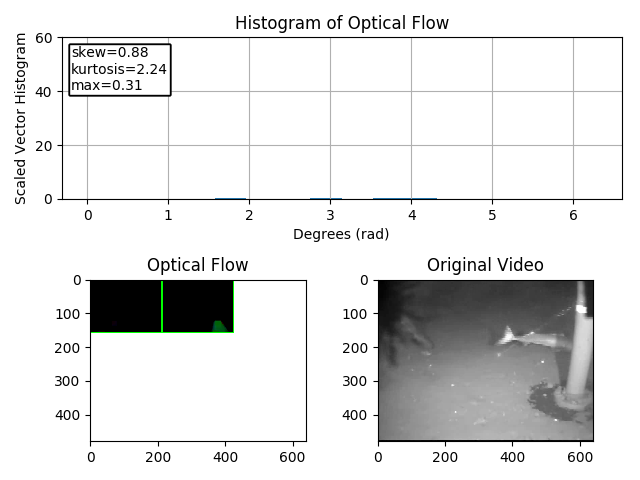 Histogram of Optical Flow
60
40
20
0
Scaled Vector Histogram
skew=0.88
kurtosis=2.24
max=0.31
0 1 2 3 4 5 6
Degrees (rad)
Optical Flow
0
100
200
300
400
0 200 400 600
Original Video
0
100
200
300
400
0 200 400 600